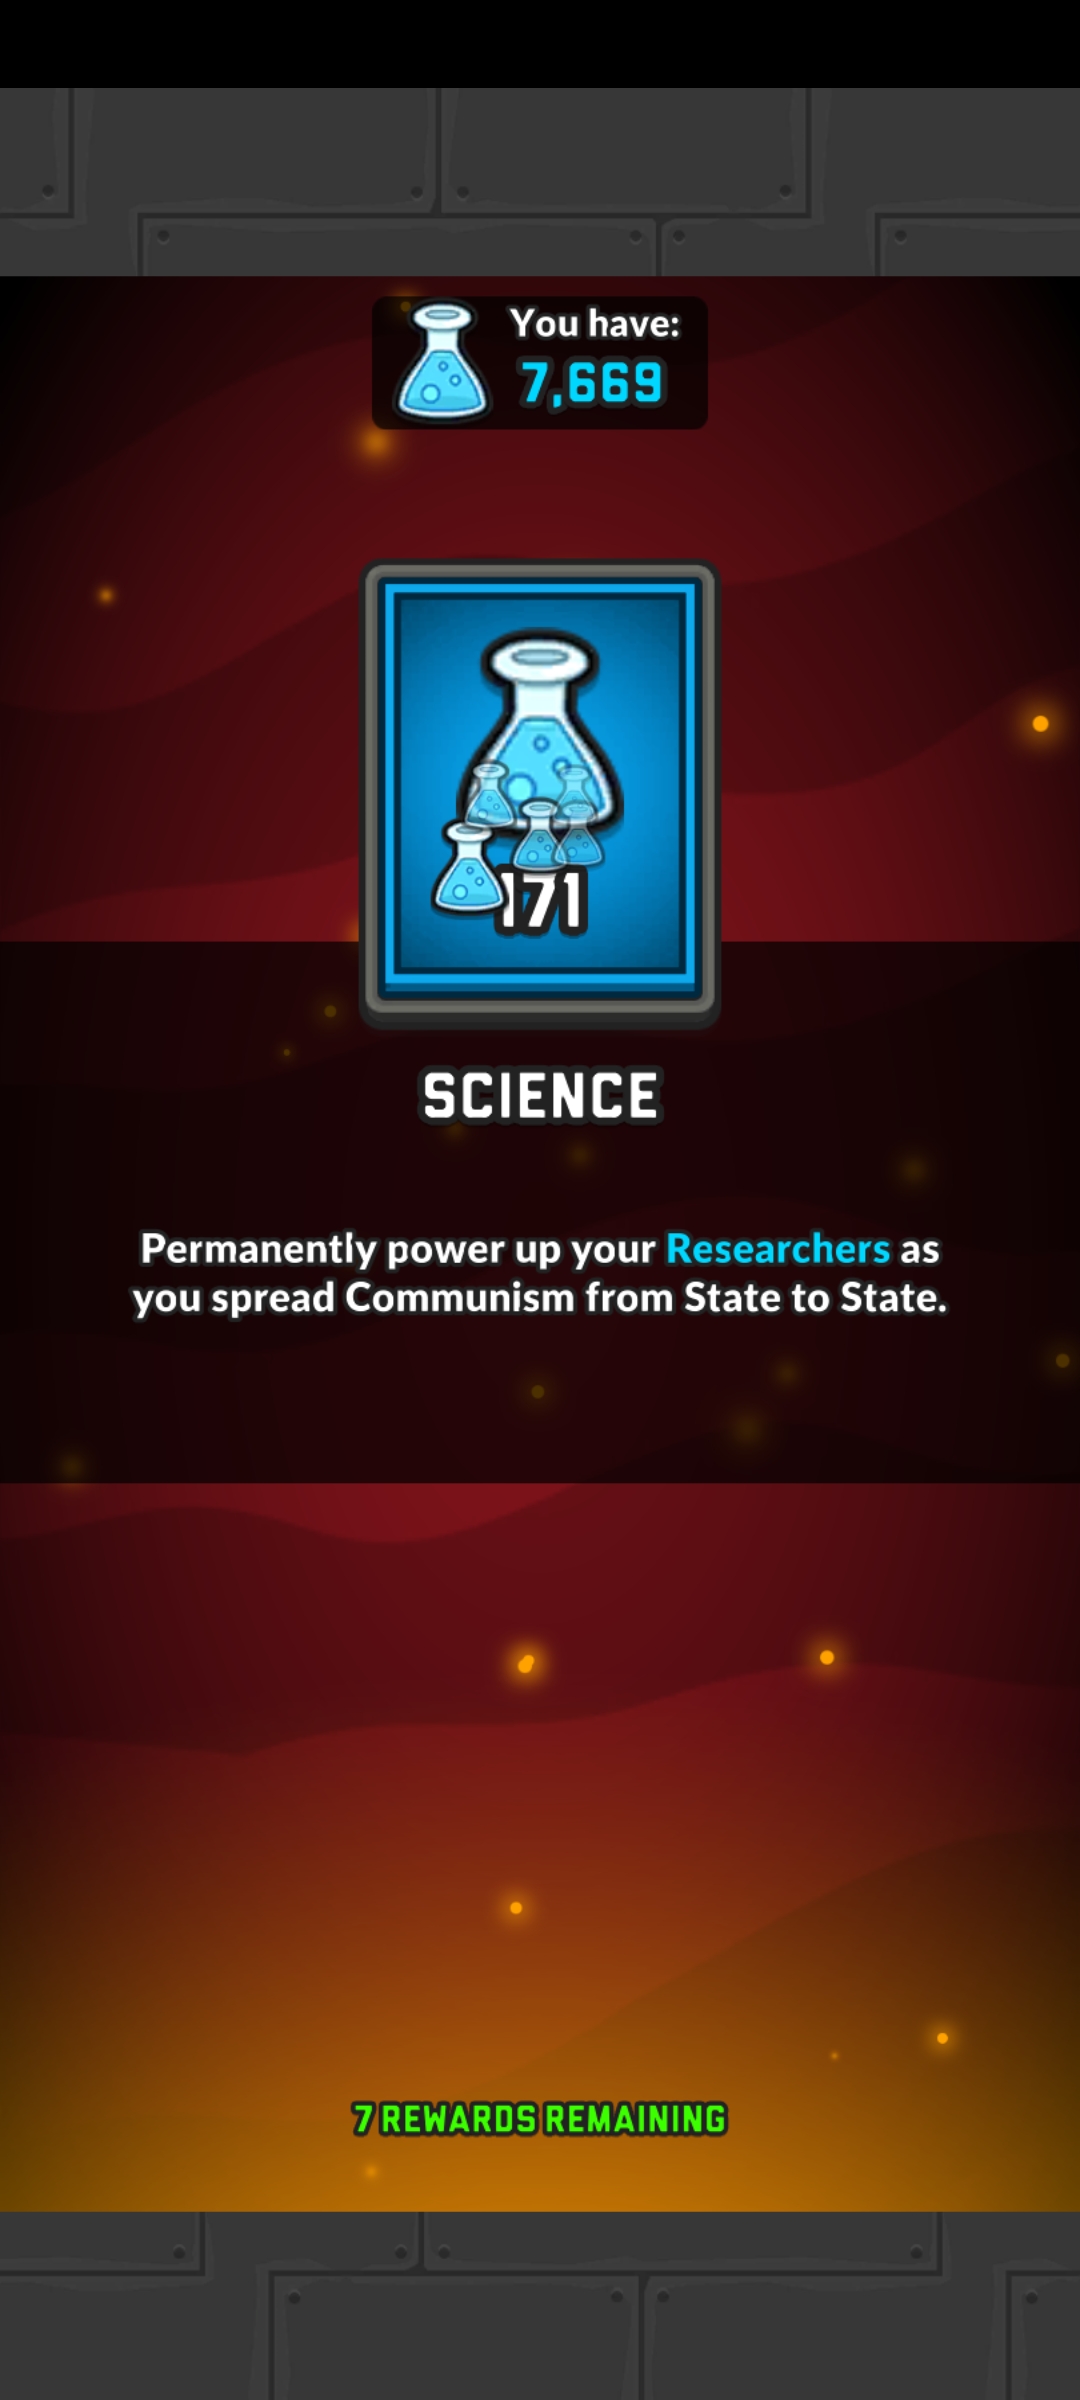 You have:
7,669
171
SCIENCE
Permanently power up your Researchers as
you spread Communism from State to State.
7 REWARDS REMAINING